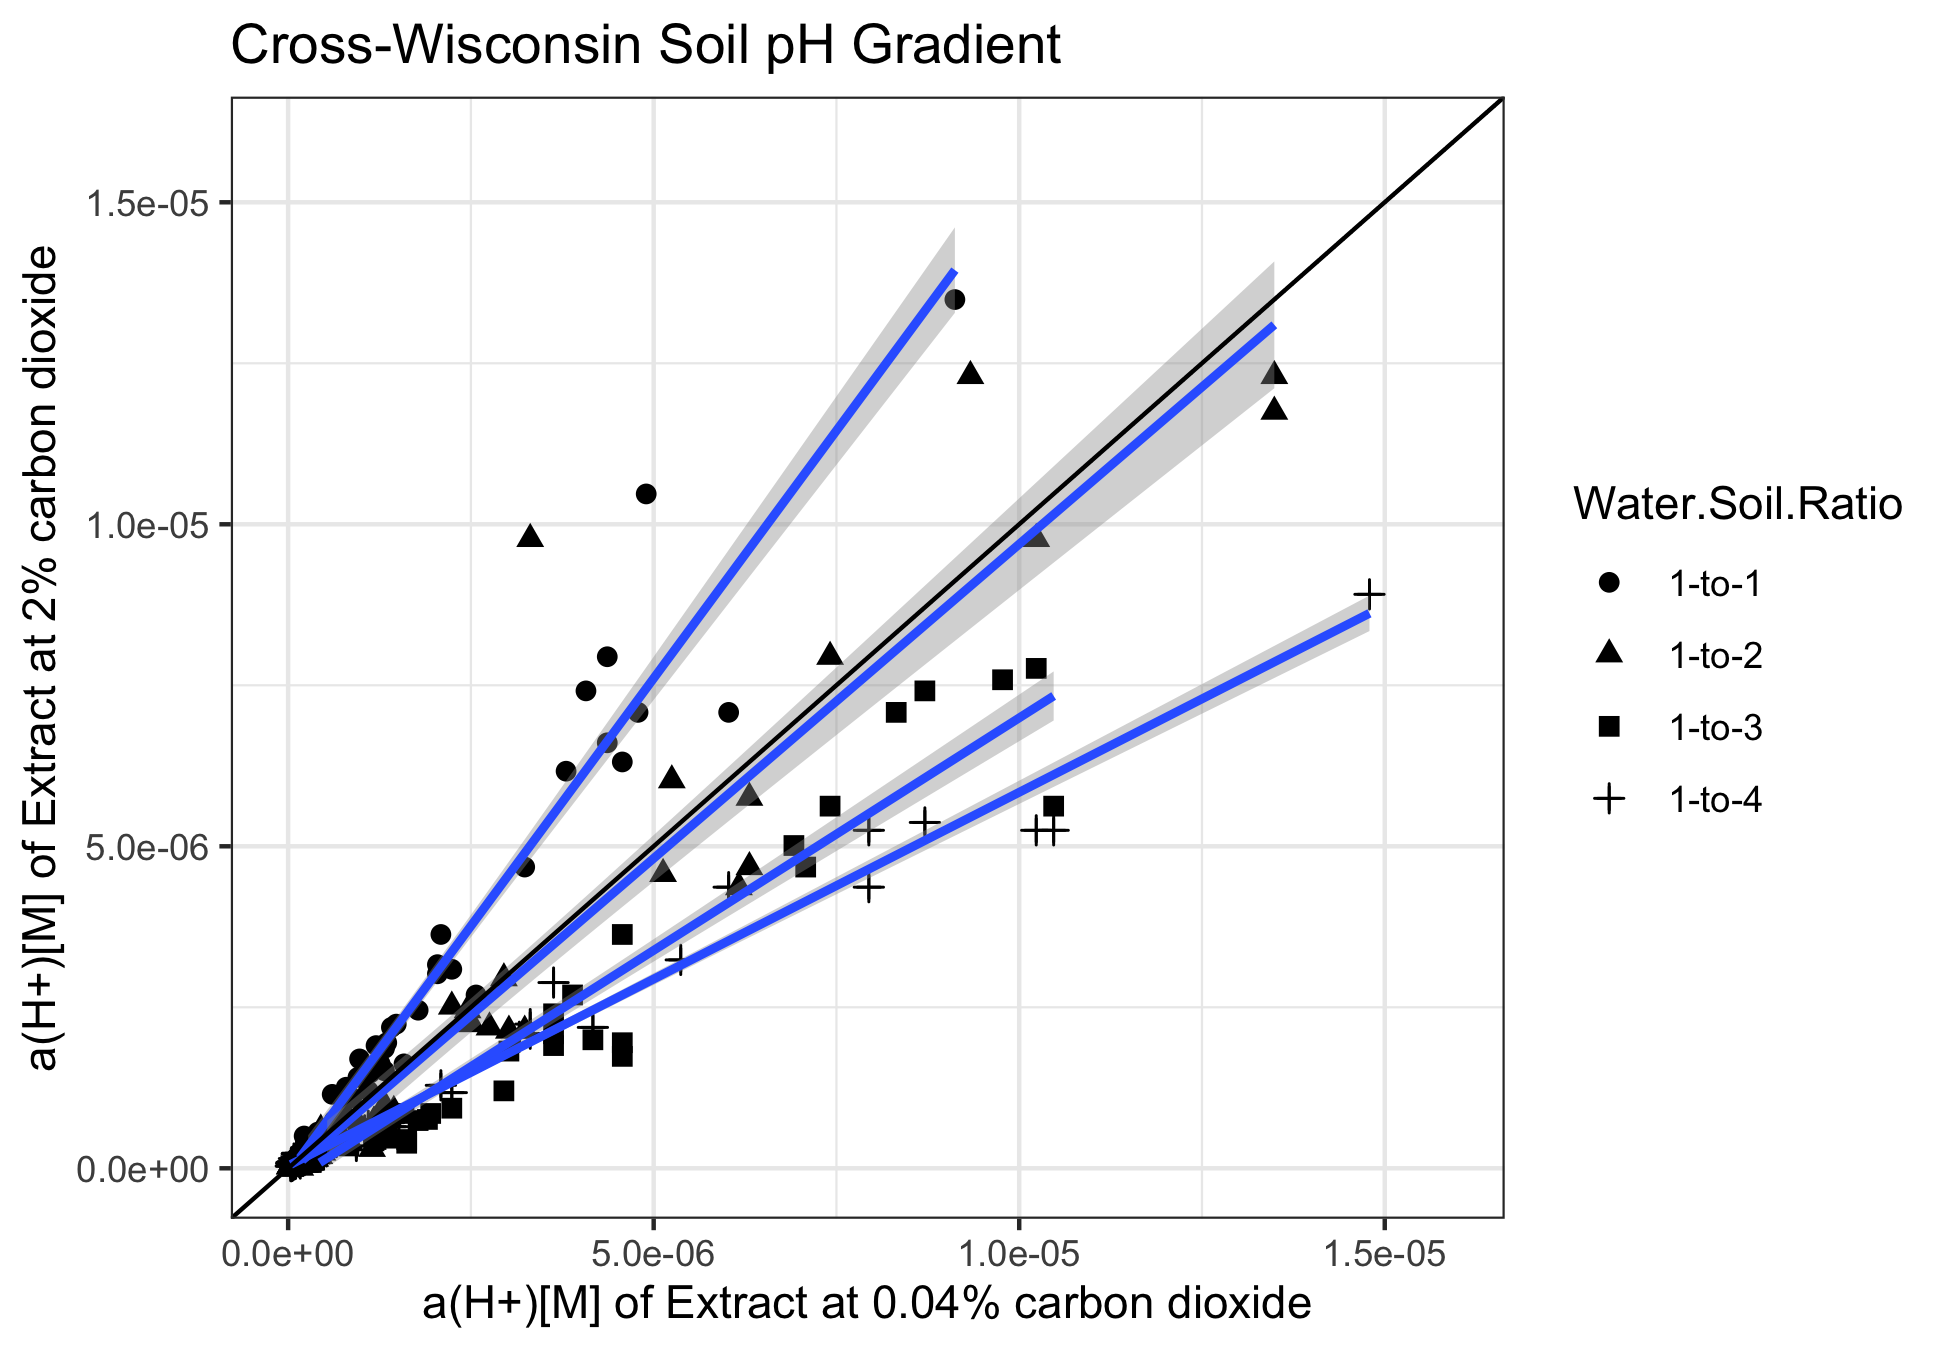 Cross-Wisconsin Soil pH Gradient
a(H+)[M] of Extract at 2% carbon dioxide
1.5e-05
1.0e-05
5.0e-06
0.0e+00
0.0e+00
5.0e-06
1.0e-05
1.5e-05
a(H+)[M] of Extract at 0.04% carbon dioxide
Water.Soil.Ratio
1-to-1
1-to-2
1-to-3
1-to-4